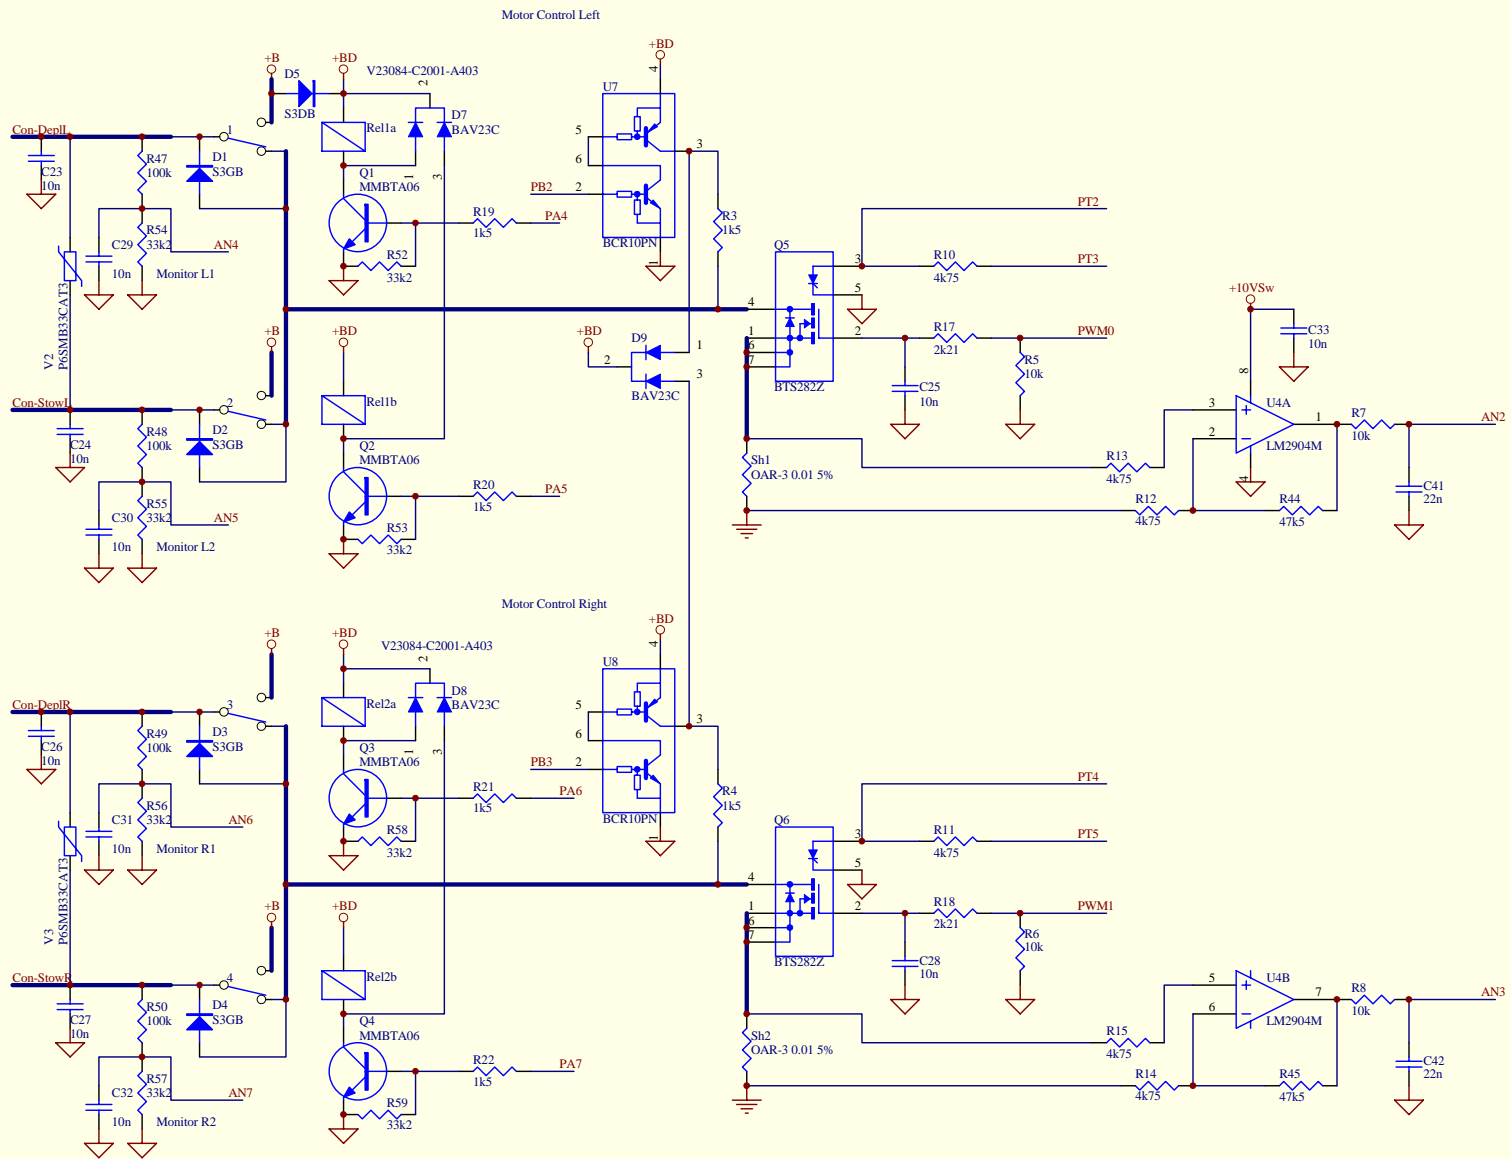 Motor Control Left
+B
+BD
V23084-C2001-A403
+BD
D5
S3DB
2
D7
BAV23C
Rel1a
U7
4
5
6
2
3
1
BCR10PN
PB2
Con-DeplL
1
C23
10n
R47
100k
D1
S3GB
Q1
MMBTA06
1
3
R19
1k5
PA4
R3
1k5
C29
10n
R54
33k2
AN4
Monitor L1
R52
33k2
V2
P6SMB33CAT3
Q5
4
1
6
7
3
5
2
BTS282Z
PT2
R10
4k75
PT3
R17
2k21
PWM0
R5
10k
C25
10n
+10VSw
C33
10n
+B
+BD
+BD
D9
2
1
3
BAV23C
Rel1b
Con-StowL
2
C24
10n
R48
100k
D2
S3GB
Q2
MMBTA06
R20
1k5
PA5
C30
10n
R55
33k2
AN5
Monitor L2
R53
33k2
Sh1
OAR-3 0.01 5%
R13
4k75
R12
4k75
8
3
2
1
4
U4A
LM2904M
R44
47k5
R7
10k
AN2
C41
22n
Motor Control Right
+B
+BD
V23084-C2001-A403
+BD
2
D8
BAV23C
Rel2a
U8
4
5
6
2
3
1
BCR10PN
PB3
Con-DeplR
3
C26
10n
R49
100k
D3
S3GB
Q3
MMBTA06
1
3
R21
1k5
PA6
R4
1k5
C31
10n
R56
33k2
AN6
Monitor R1
R58
33k2
V3
P6SMB33CAT3
Q6
4
1
6
7
3
5
2
BTS282Z
PT4
R11
4k75
PT5
R18
2k21
PWM1
R6
10k
C28
10n
+B
+BD
Rel2b
Con-StowR
4
C27
10n
R50
100k
D4
S3GB
Q4
MMBTA06
R22
1k5
PA7
C32
10n
R57
33k2
AN7
Monitor R2
R59
33k2
Sh2
OAR-3 0.01 5%
R15
4k75
R14
4k75
5
6
7
U4B
LM2904M
R45
47k5
R8
10k
AN3
C42
22n